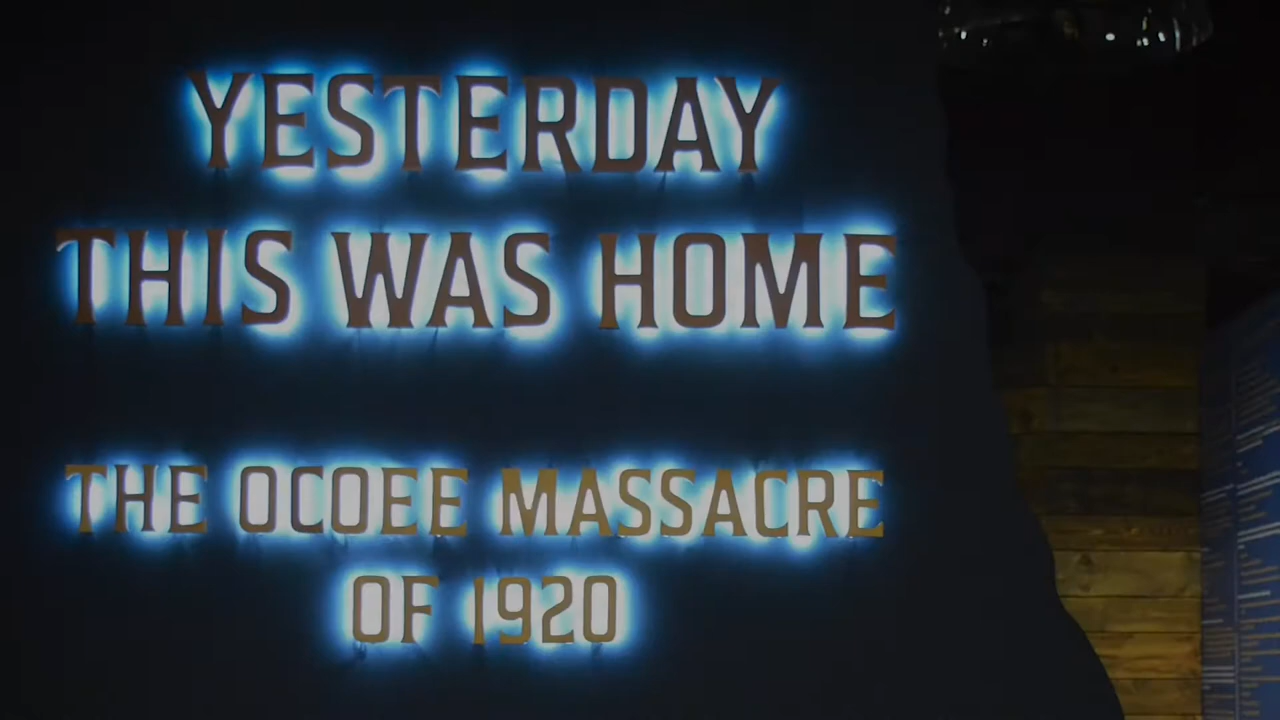 YESTERDAY
THIS WAS HOME
THE OCOEE MASSACRE
OF 1920